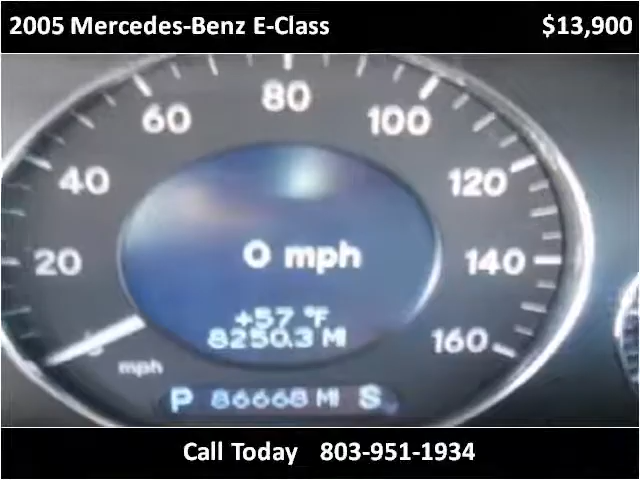 2005 Mercedes-Benz E-Class $13,900
80
60 100
40 120
0 mph
20 140
+57 °F
8250.3 MI
160
mph
P 86668 MI S
Call Today 803-951-1934